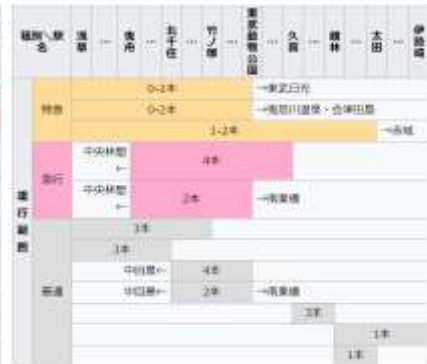 種別＼駅名 浅草 … 曳舟 … 北千住 … 竹ノ塚 … 東武動物公園 … 久喜 … 館林 … 太田 … 伊勢崎
運行範囲
特急 0-2本 →東武日光
0-2本 →鬼怒川温泉・会津田島
1-2本 →赤城
急行 中央林間← 4本
中央林間← 2本 →南栗橋
普通 3本
3本
中目黒← 4本
中目黒← 2本 →南栗橋
3本
1本
1本